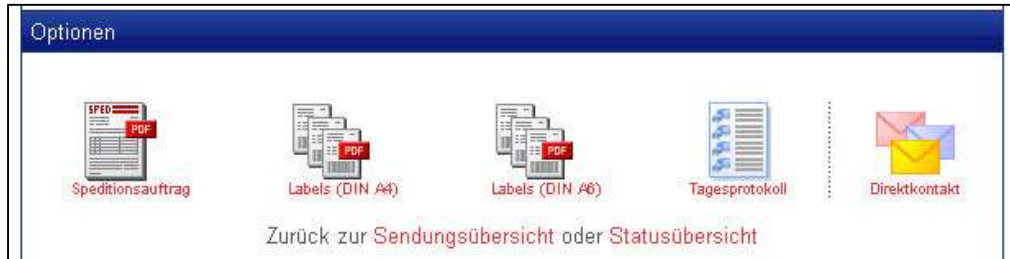 Optionen
SPED
PDF
PDF
PDF
Speditionsauftrag
Labels (DIN A4)
Labels (DIN A6)
Tagesprotokoll
Direktkontakt
Zurück zur Sendungsübersicht oder Statusübersicht